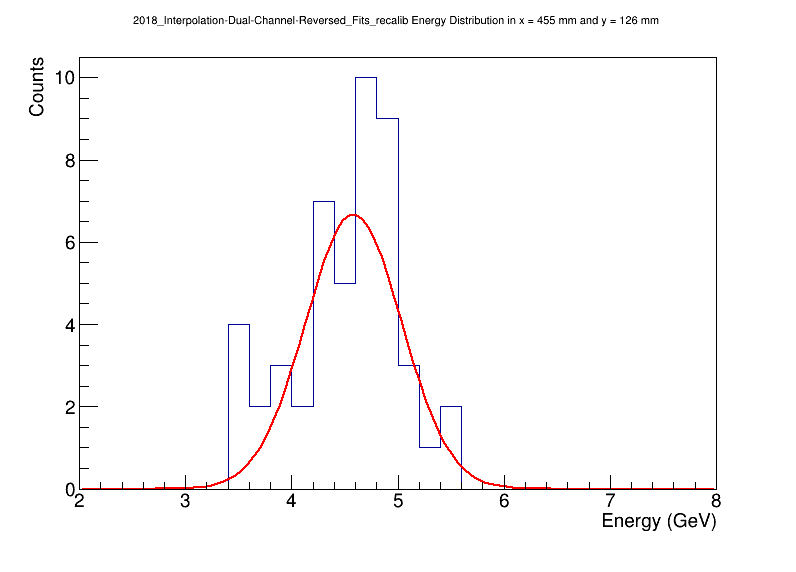 2018_Interpolation-Dual-Channel-Reversed_Fits_recalib Energy Distribution in x = 455 mm and y = 126 mm
Counts
10
8
6
4
2
0
2 3 4 5 6 7 8
Energy (GeV)